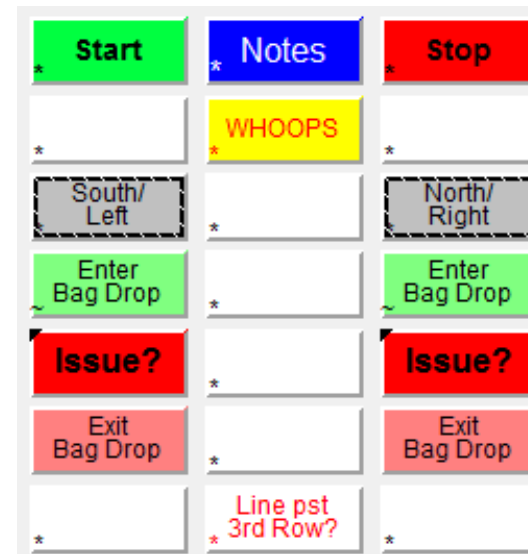 Start
* 
Notes
*
Stop
*
*
WHOOPS
*
*
South/
Left
*
*
North/
Right
*
Enter
Bag Drop
~
*
Enter
Bag Drop
~
Issue?
*
Issue?
Exit
Bag Drop
*
Exit
Bag Drop
*
Line pst
3rd Row?
*
*